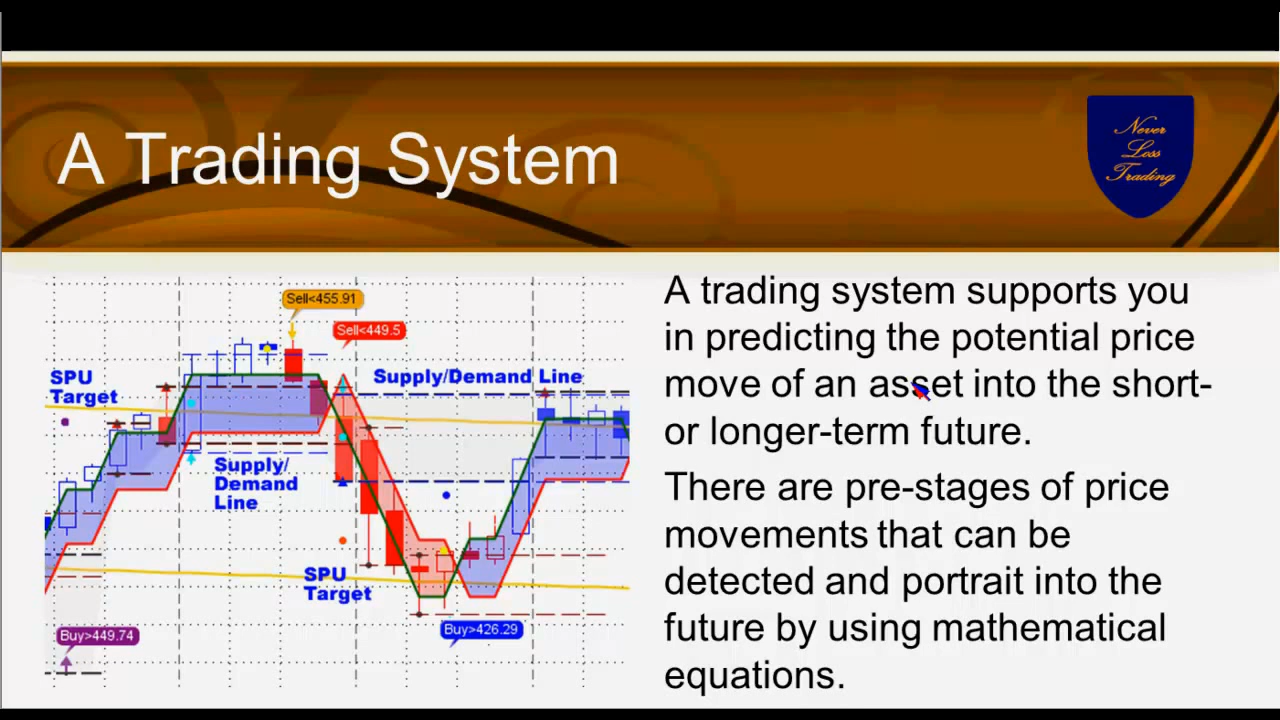 A Trading System
Never
Loss
Trading
Sell<455.91
Sell<449.5
SPU
Target
Supply/Demand Line
Supply/
Demand
Line
SPU
Target
Buy>449.74
Buy>426.29
A trading system supports you
in predicting the potential price
move of an asset into the short-
or longer-term future.
There are pre-stages of price
movements that can be
detected and portrait into the
future by using mathematical
equations.